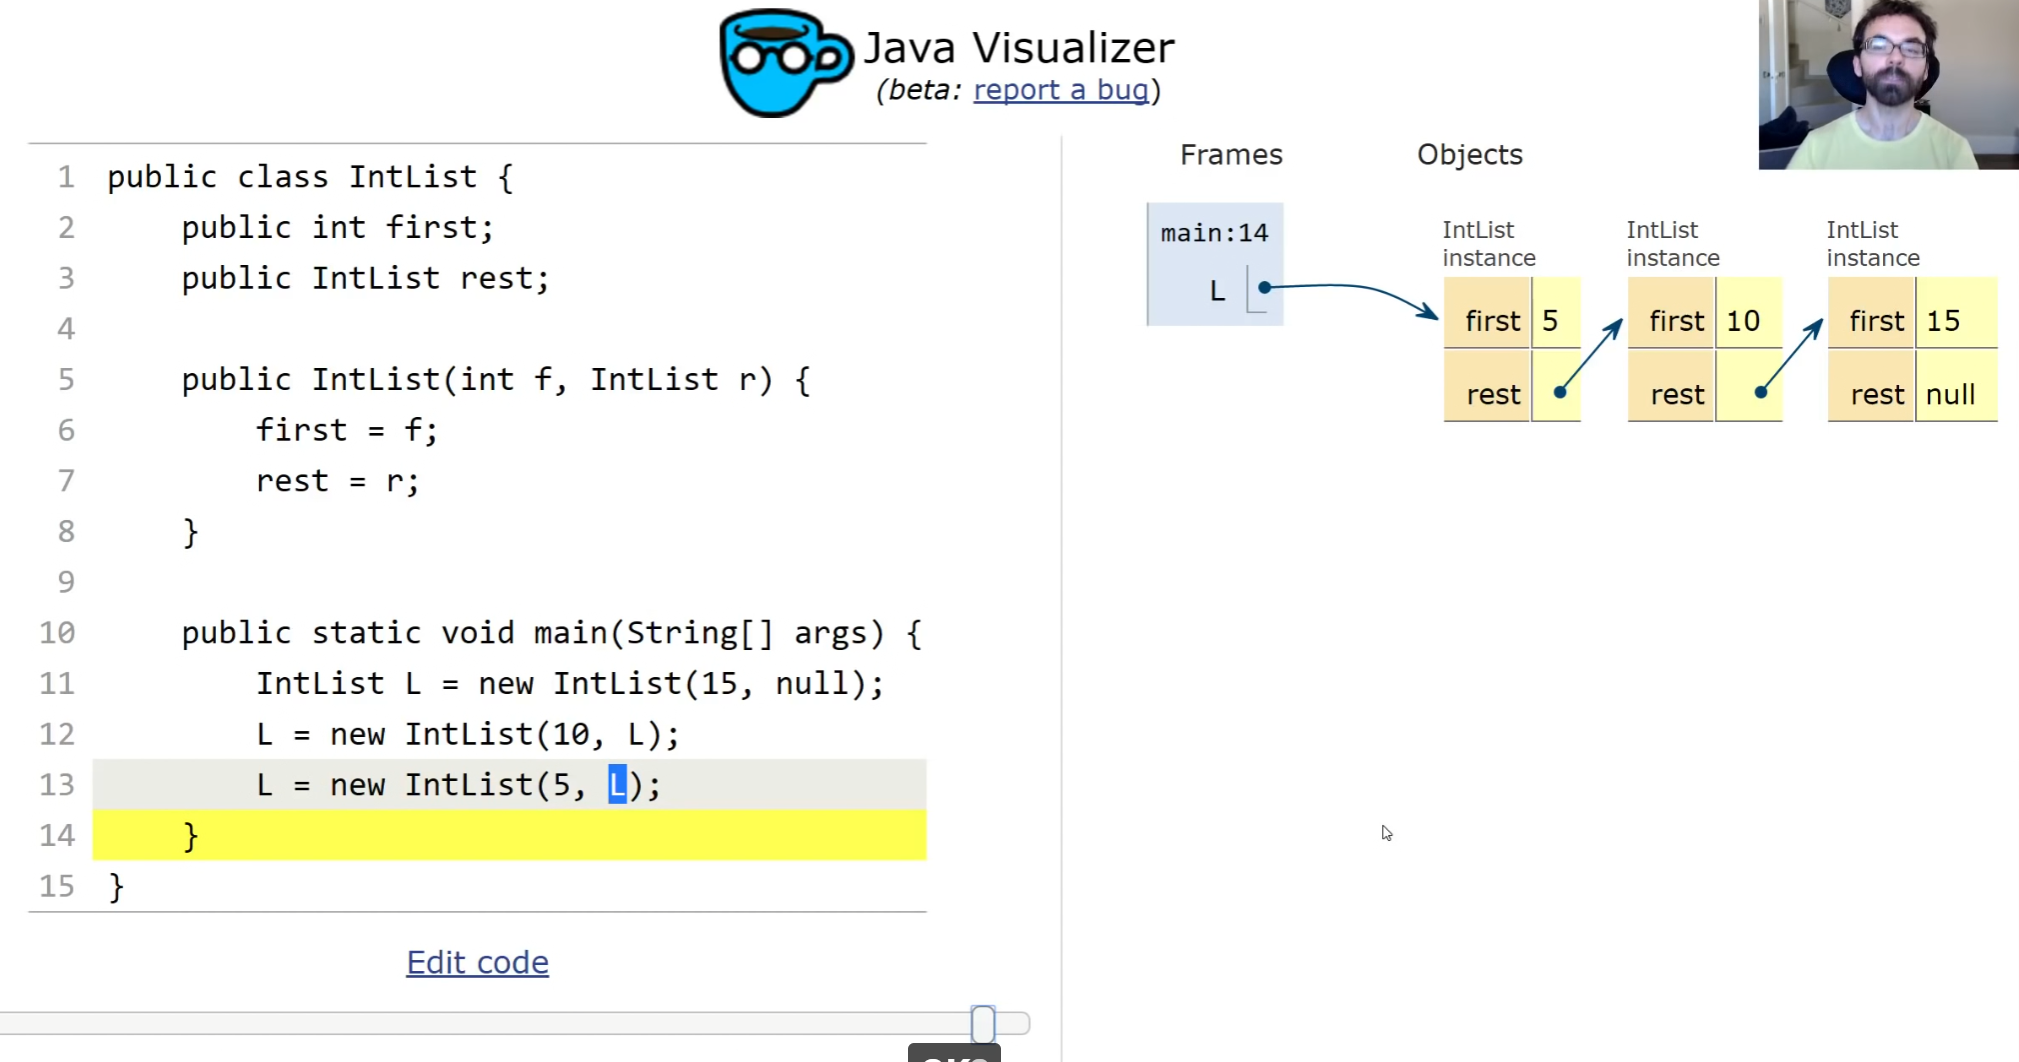 Java Visualizer
(beta: report a bug)
1 public class IntList {
2 public int first;
3 public IntList rest;
4
5 public IntList(int f, IntList r) {
6 first = f;
7 rest = r;
8 }
9
10 public static void main(String[] args) {
11 IntList L = new IntList(15, null);
12 L = new IntList(10, L);
13 L = new IntList(5, L);
14 }
15 }
Edit code
Frames
Objects
main:14
L
IntList
instance
first 5
rest
IntList
instance
first 10
rest
IntList
instance
first 15
rest null